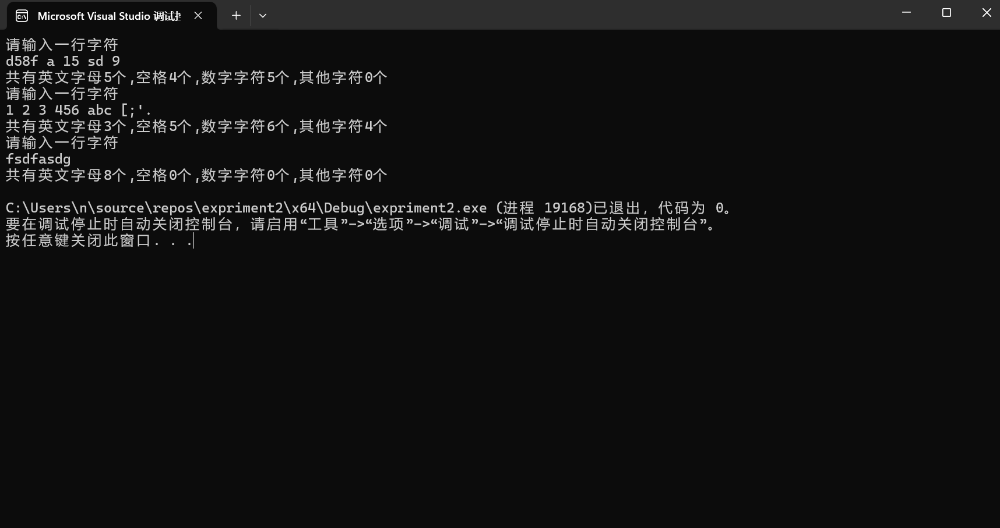 Microsoft Visual Studio 调试
请输入一行字符
d58f a 15 sd 9
共有英文字母5个,空格4个,数字字符5个,其他字符0个
请输入一行字符
1 2 3 456 abc [;'.
共有英文字母3个,空格5个,数字字符6个,其他字符4个
请输入一行字符
fsdfasdg
共有英文字母8个,空格0个,数字字符0个,其他字符0个
C:\Users\n\source\repos\expriment2\x64\Debug\expriment2.exe (进程 19168)已退出，代码为 0。
要在调试停止时自动关闭控制台，请启用“工具”->“选项”->“调试”->“调试停止时自动关闭控制台”。
按任意键关闭此窗口. . .